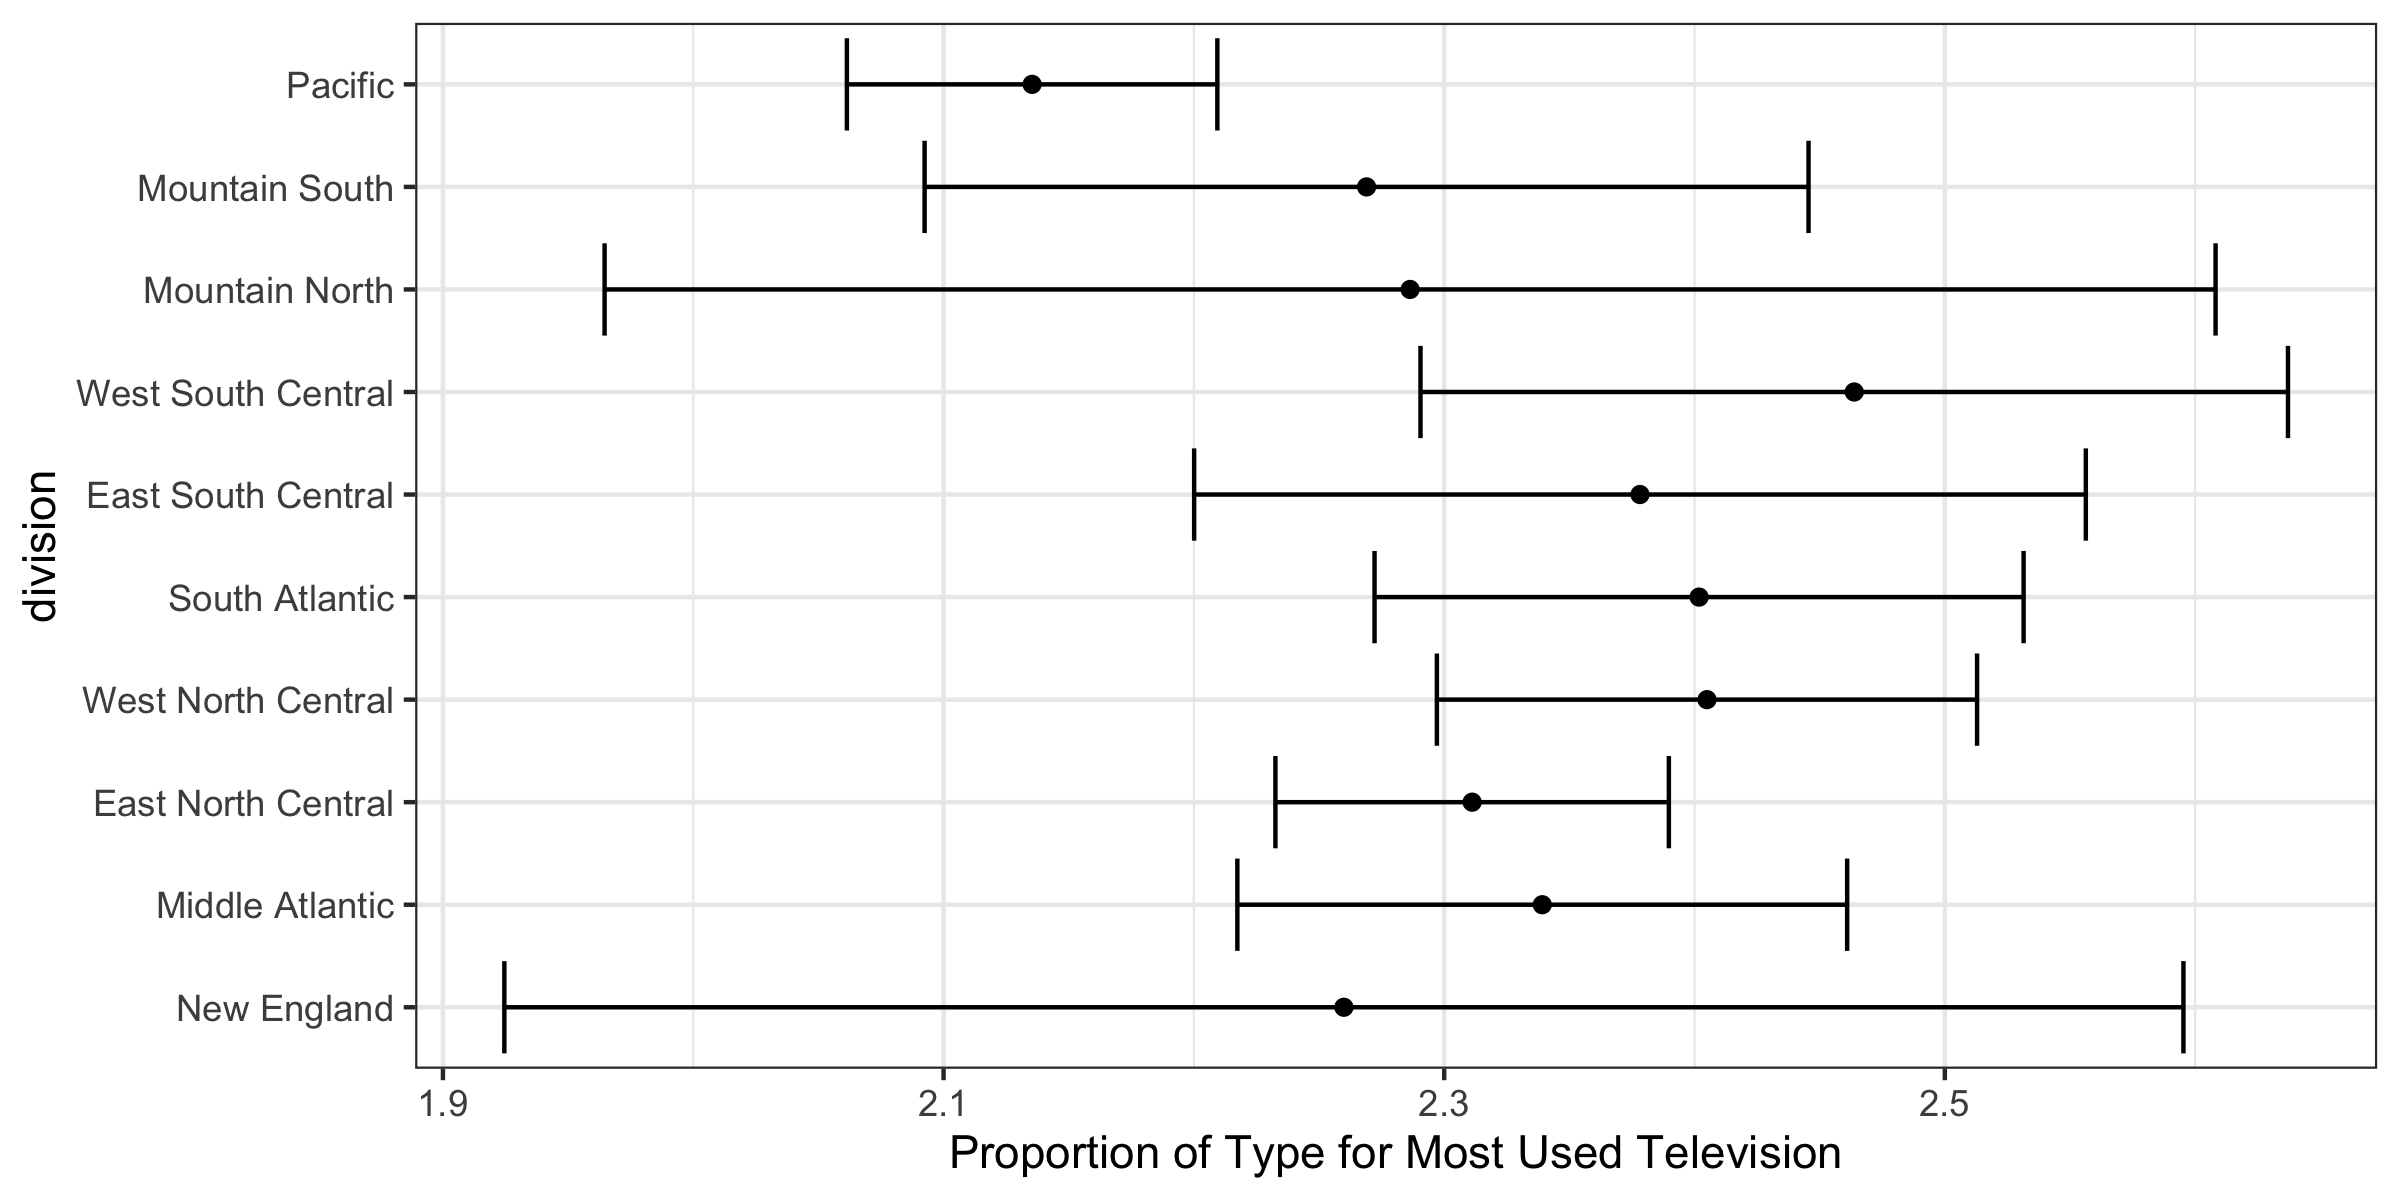 Pacific
Mountain South
Mountain North
West South Central
East South Central
South Atlantic
West North Central
East North Central
Middle Atlantic
New England
division
1.9 2.1 2.3 2.5
Proportion of Type for Most Used Television